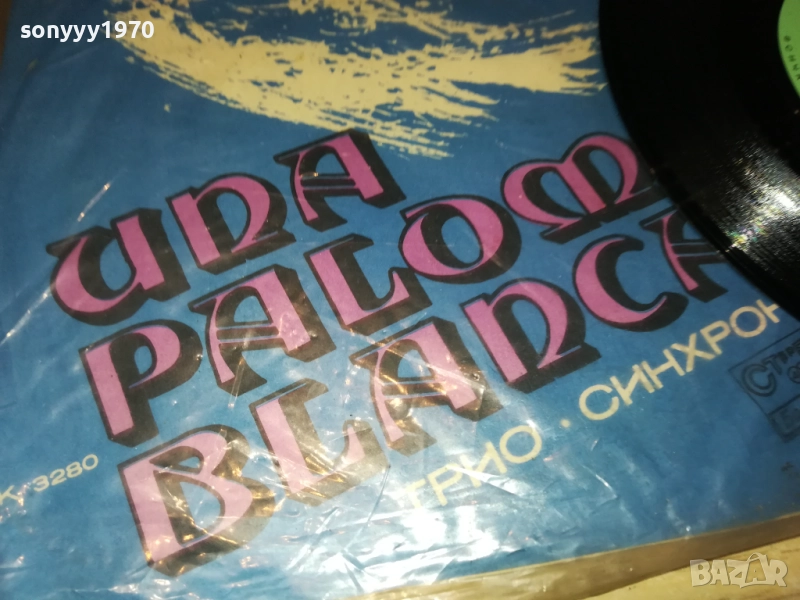 sonyyy1970
UNA
PALOM
BLANCA
К 3280
ТРИО · СИНХРОН
BAZAR